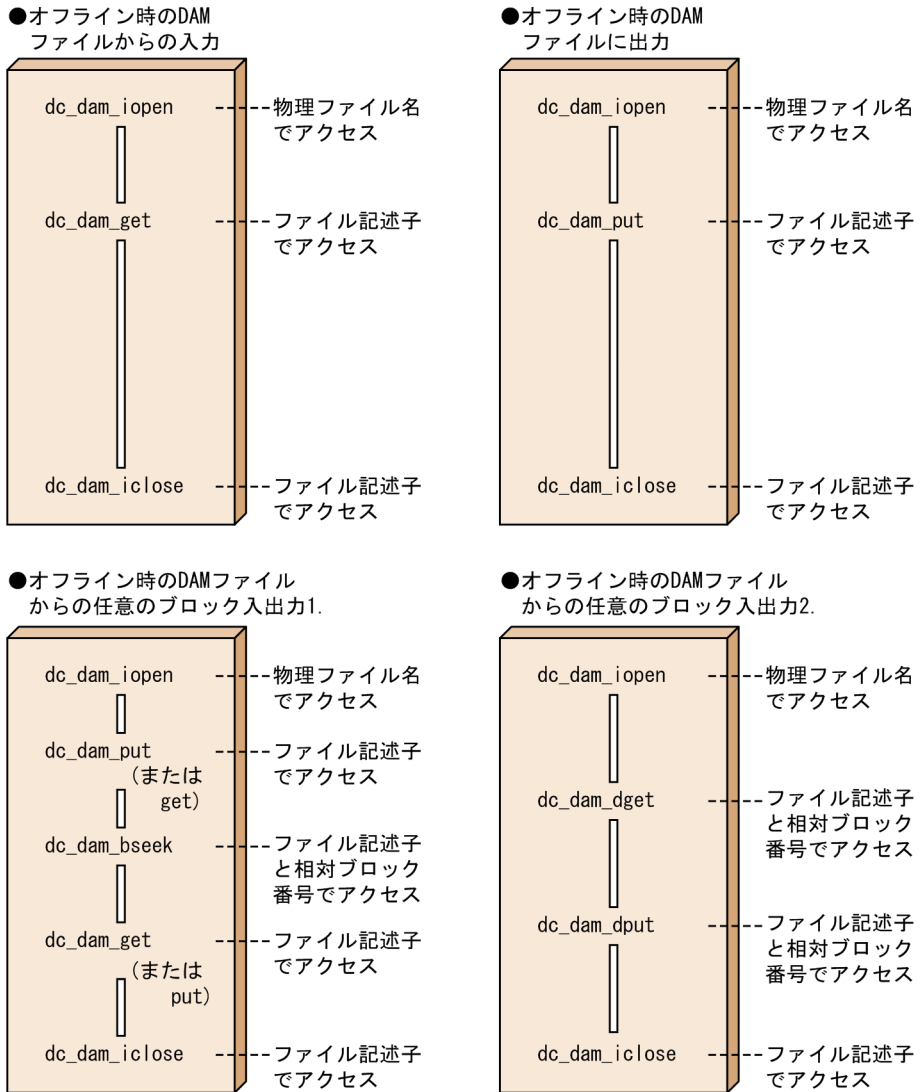 ●オフライン時のDAM
ファイルからの入力
dc_dam_iopen
物理ファイル名
でアクセス
dc_dam_get
ファイル記述子
でアクセス
dc_dam_iclose
ファイル記述子
でアクセス
●オフライン時のDAM
ファイルに出力
dc_dam_iopen
物理ファイル名
でアクセス
dc_dam_put
ファイル記述子
でアクセス
dc_dam_iclose
ファイル記述子
でアクセス
●オフライン時のDAMファイル
からの任意のブロック入出力1.
dc_dam_iopen
物理ファイル名
でアクセス
dc_dam_put
(または
get)
ファイル記述子
でアクセス
dc_dam_bseek
ファイル記述子
と相対ブロック
番号でアクセス
dc_dam_get
(または
put)
ファイル記述子
でアクセス
dc_dam_iclose
ファイル記述子
でアクセス
●オフライン時のDAMファイル
からの任意のブロック入出力2.
dc_dam_iopen
物理ファイル名
でアクセス
dc_dam_dget
ファイル記述子
と相対ブロック
番号でアクセス
dc_dam_dput
ファイル記述子
と相対ブロック
番号でアクセス
dc_dam_iclose
ファイル記述子
でアクセス